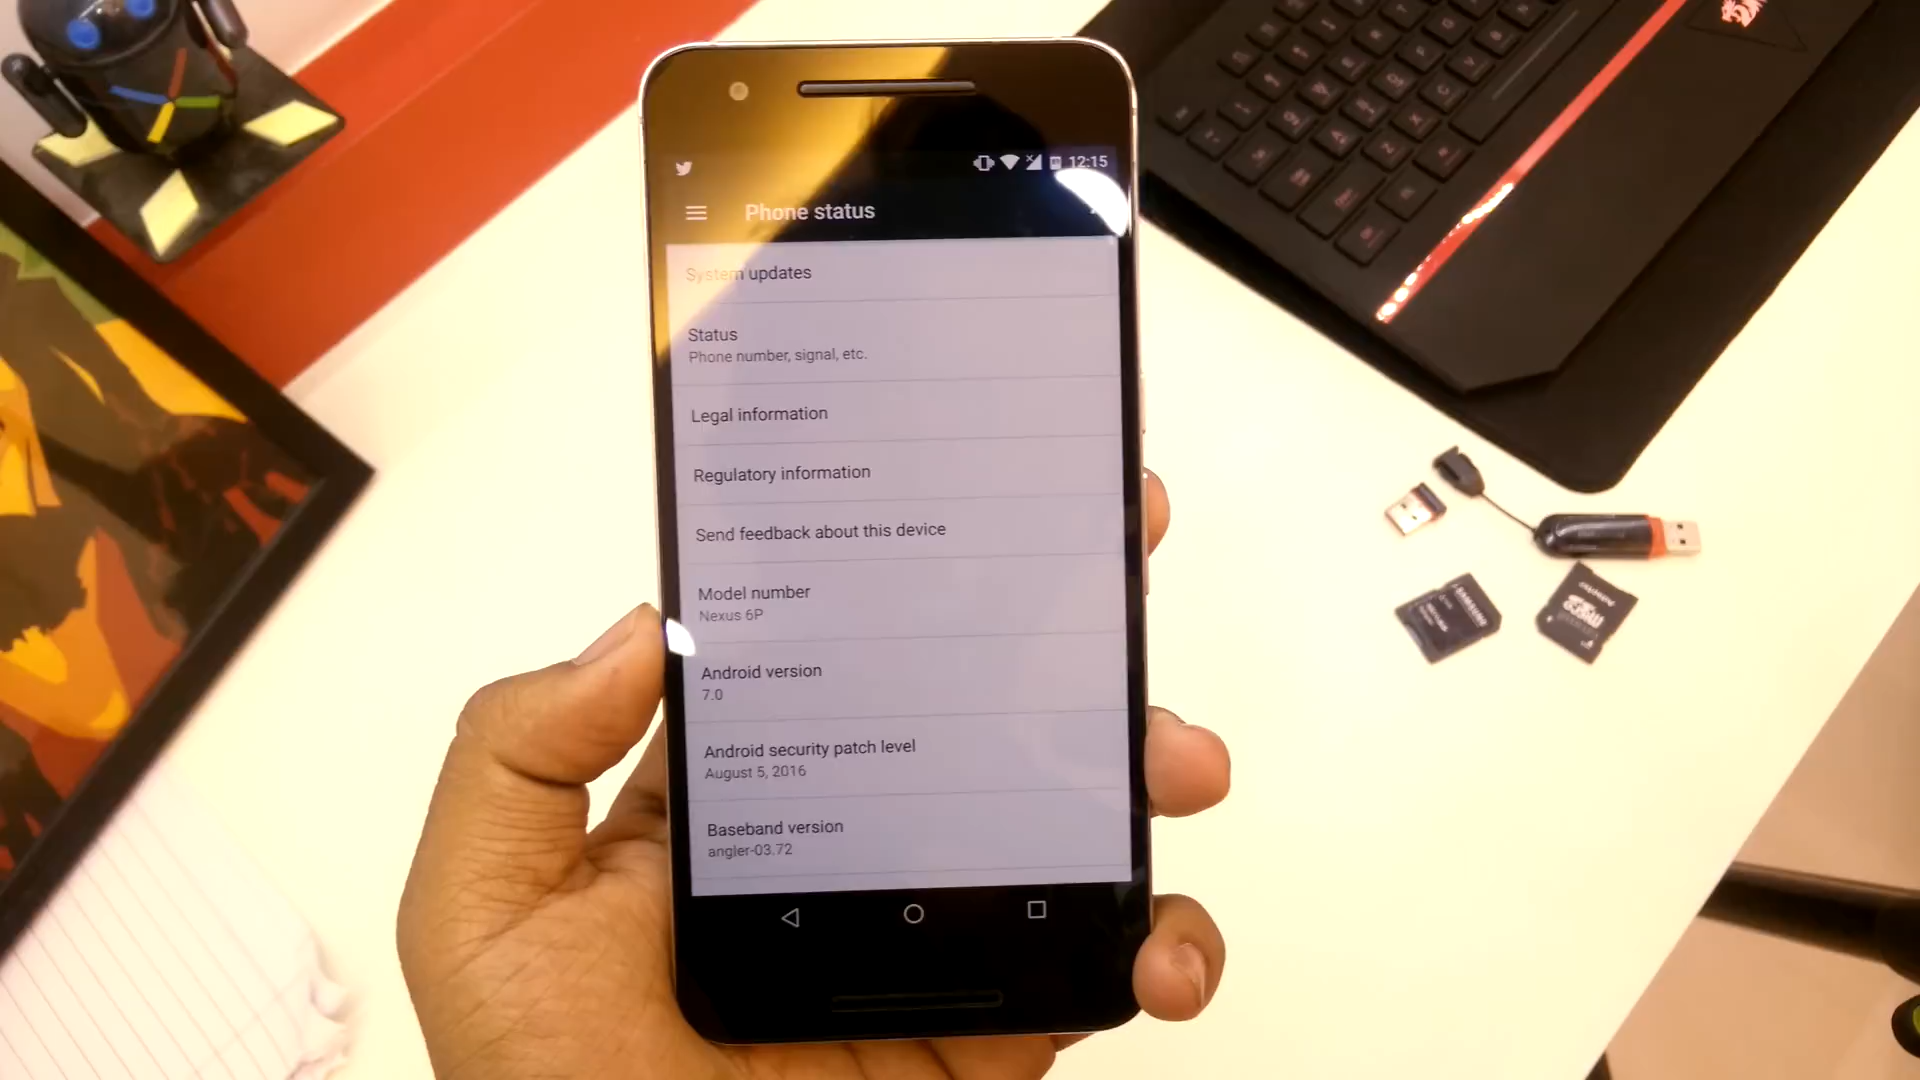 12:15
Phone status
System updates
Status
Phone number, signal, etc.
Legal information
Regulatory information
Send feedback about this device
Model number
Nexus 6P
Android version
7.0
Android security patch level
August 5, 2016
Baseband version
angler-03.72
SAMSUNG